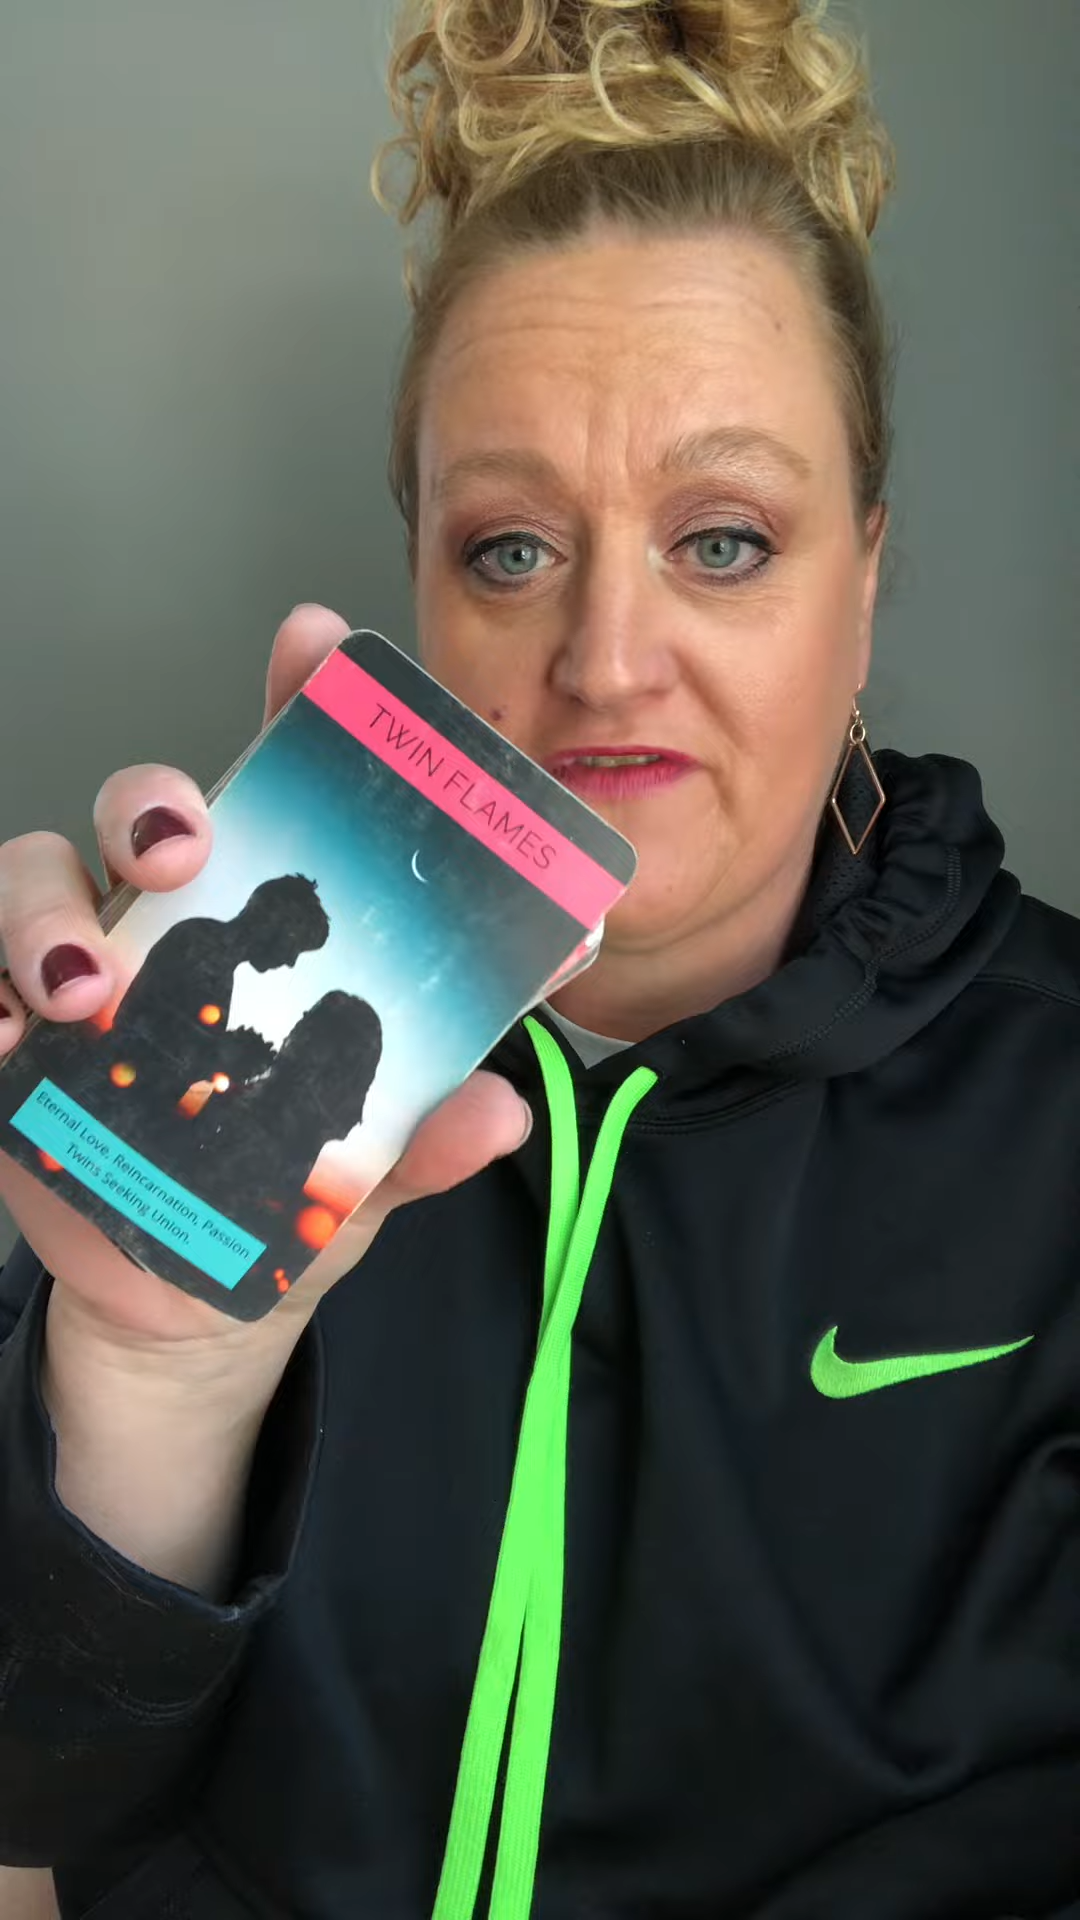 TWIN FLAMES
Eternal Love, Reincarnation, Passion
Twins Seeking Union.